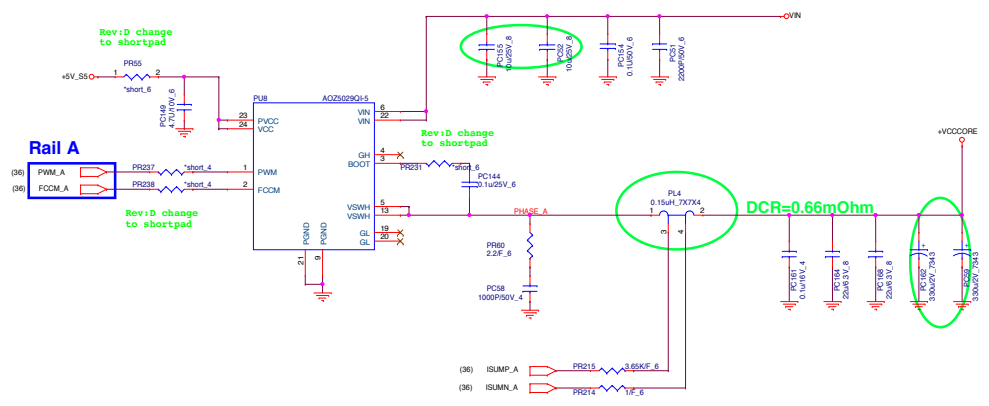 VIN
Rev:D change
to shortpad
PC155
10u/25V_8
PC52
10u/25V_8
PC154
0.1U/50V_6
PC51
2200P/50V_6
+5V_S5
PR55
1
2
*short_6
PC149
4.7U/10V_6
PU8
AOZ5029QI-5
23
24
PVCC
VCC
VIN
VIN
6
22
Rev:D change
to shortpad
+VCCCORE
Rail A
(36)
PWM_A
PR237
*short_4
1
PWM
(36)
FCCM_A
PR238
*short_4
2
FCCM
GH
BOOT
4
3
PR231
*short_6
PC144
0.1u/25V_6
Rev:D change
to shortpad
VSWH
VSWH
5
13
PHASE_A
PL4
0.15uH_7X7X4
1
2
3
4
DCR=0.66mOhm
GL
GL
19
20
PGND
PGND
21
9
PR60
2.2/F_6
PC58
1000P/50V_4
PC161
0.1u/16V_4
PC164
22u/6.3V_8
PC168
22u/6.3V_8
+
PC162
330u/2V_7343
+
PC59
330u/2V_7343
(36)
ISUMP_A
PR215
3.65K/F_6
(36)
ISUMN_A
PR214
1/F_6